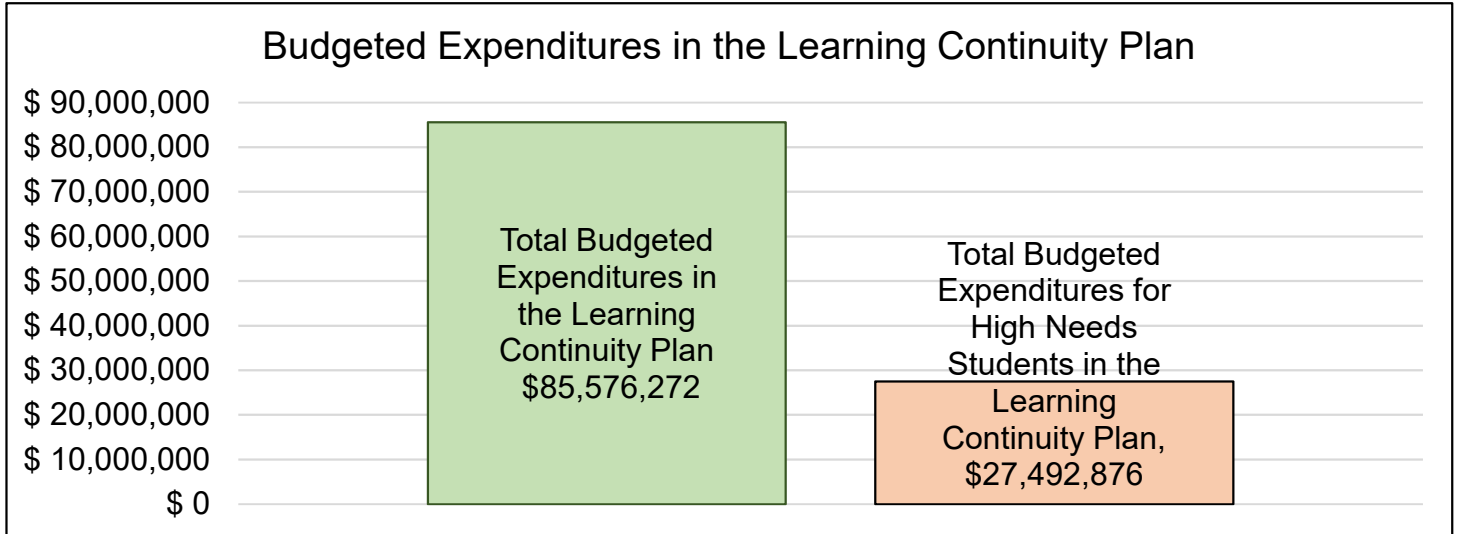 Budgeted Expenditures in the Learning Continuity Plan
$ 90,000,000
$ 80,000,000
$ 70,000,000
$ 60,000,000
$ 50,000,000
$ 40,000,000
$ 30,000,000
$ 20,000,000
$ 10,000,000
$ 0
Total Budgeted
Expenditures in
the Learning
Continuity Plan
$85,576,272
Total Budgeted
Expenditures for
High Needs
Students in the
Learning
Continuity Plan,
$27,492,876